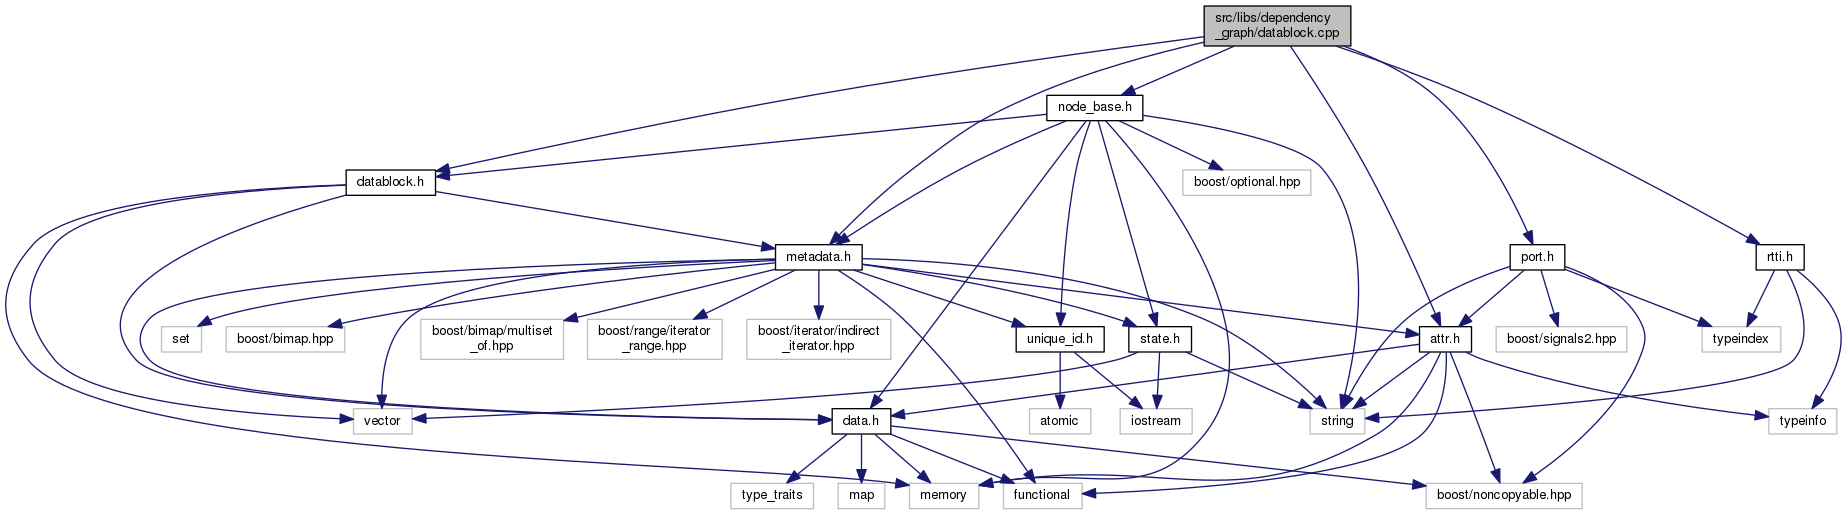 src/libs/dependency
_graph/datablock.cpp
node_base.h
datablock.h
boost/optional.hpp
metadata.h
port.h
rtti.h
set
boost/bimap.hpp
boost/bimap/multiset
_of.hpp
boost/range/iterator
_range.hpp
boost/iterator/indirect
_iterator.hpp
unique_id.h
state.h
attr.h
boost/signals2.hpp
typeindex
vector
data.h
atomic
iostream
string
typeinfo
type_traits
map
memory
functional
boost/noncopyable.hpp